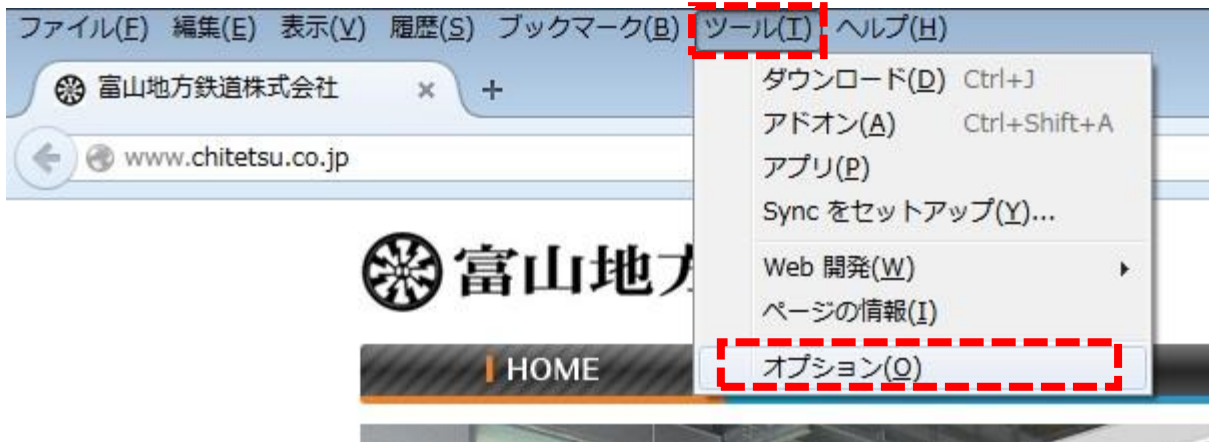 ファイル(F) 編集(E) 表示(V) 履歴(S) ブックマーク(B) ツール(T) ヘルプ(H)
富山地方鉄道株式会社 × +
www.chitetsu.co.jp
ダウンロード(D) Ctrl+J
アドオン(A) Ctrl+Shift+A
アプリ(P)
Sync をセットアップ(Y)...
Web 開発(W)
ページの情報(I)
オプション(O)
富山地方
HOME